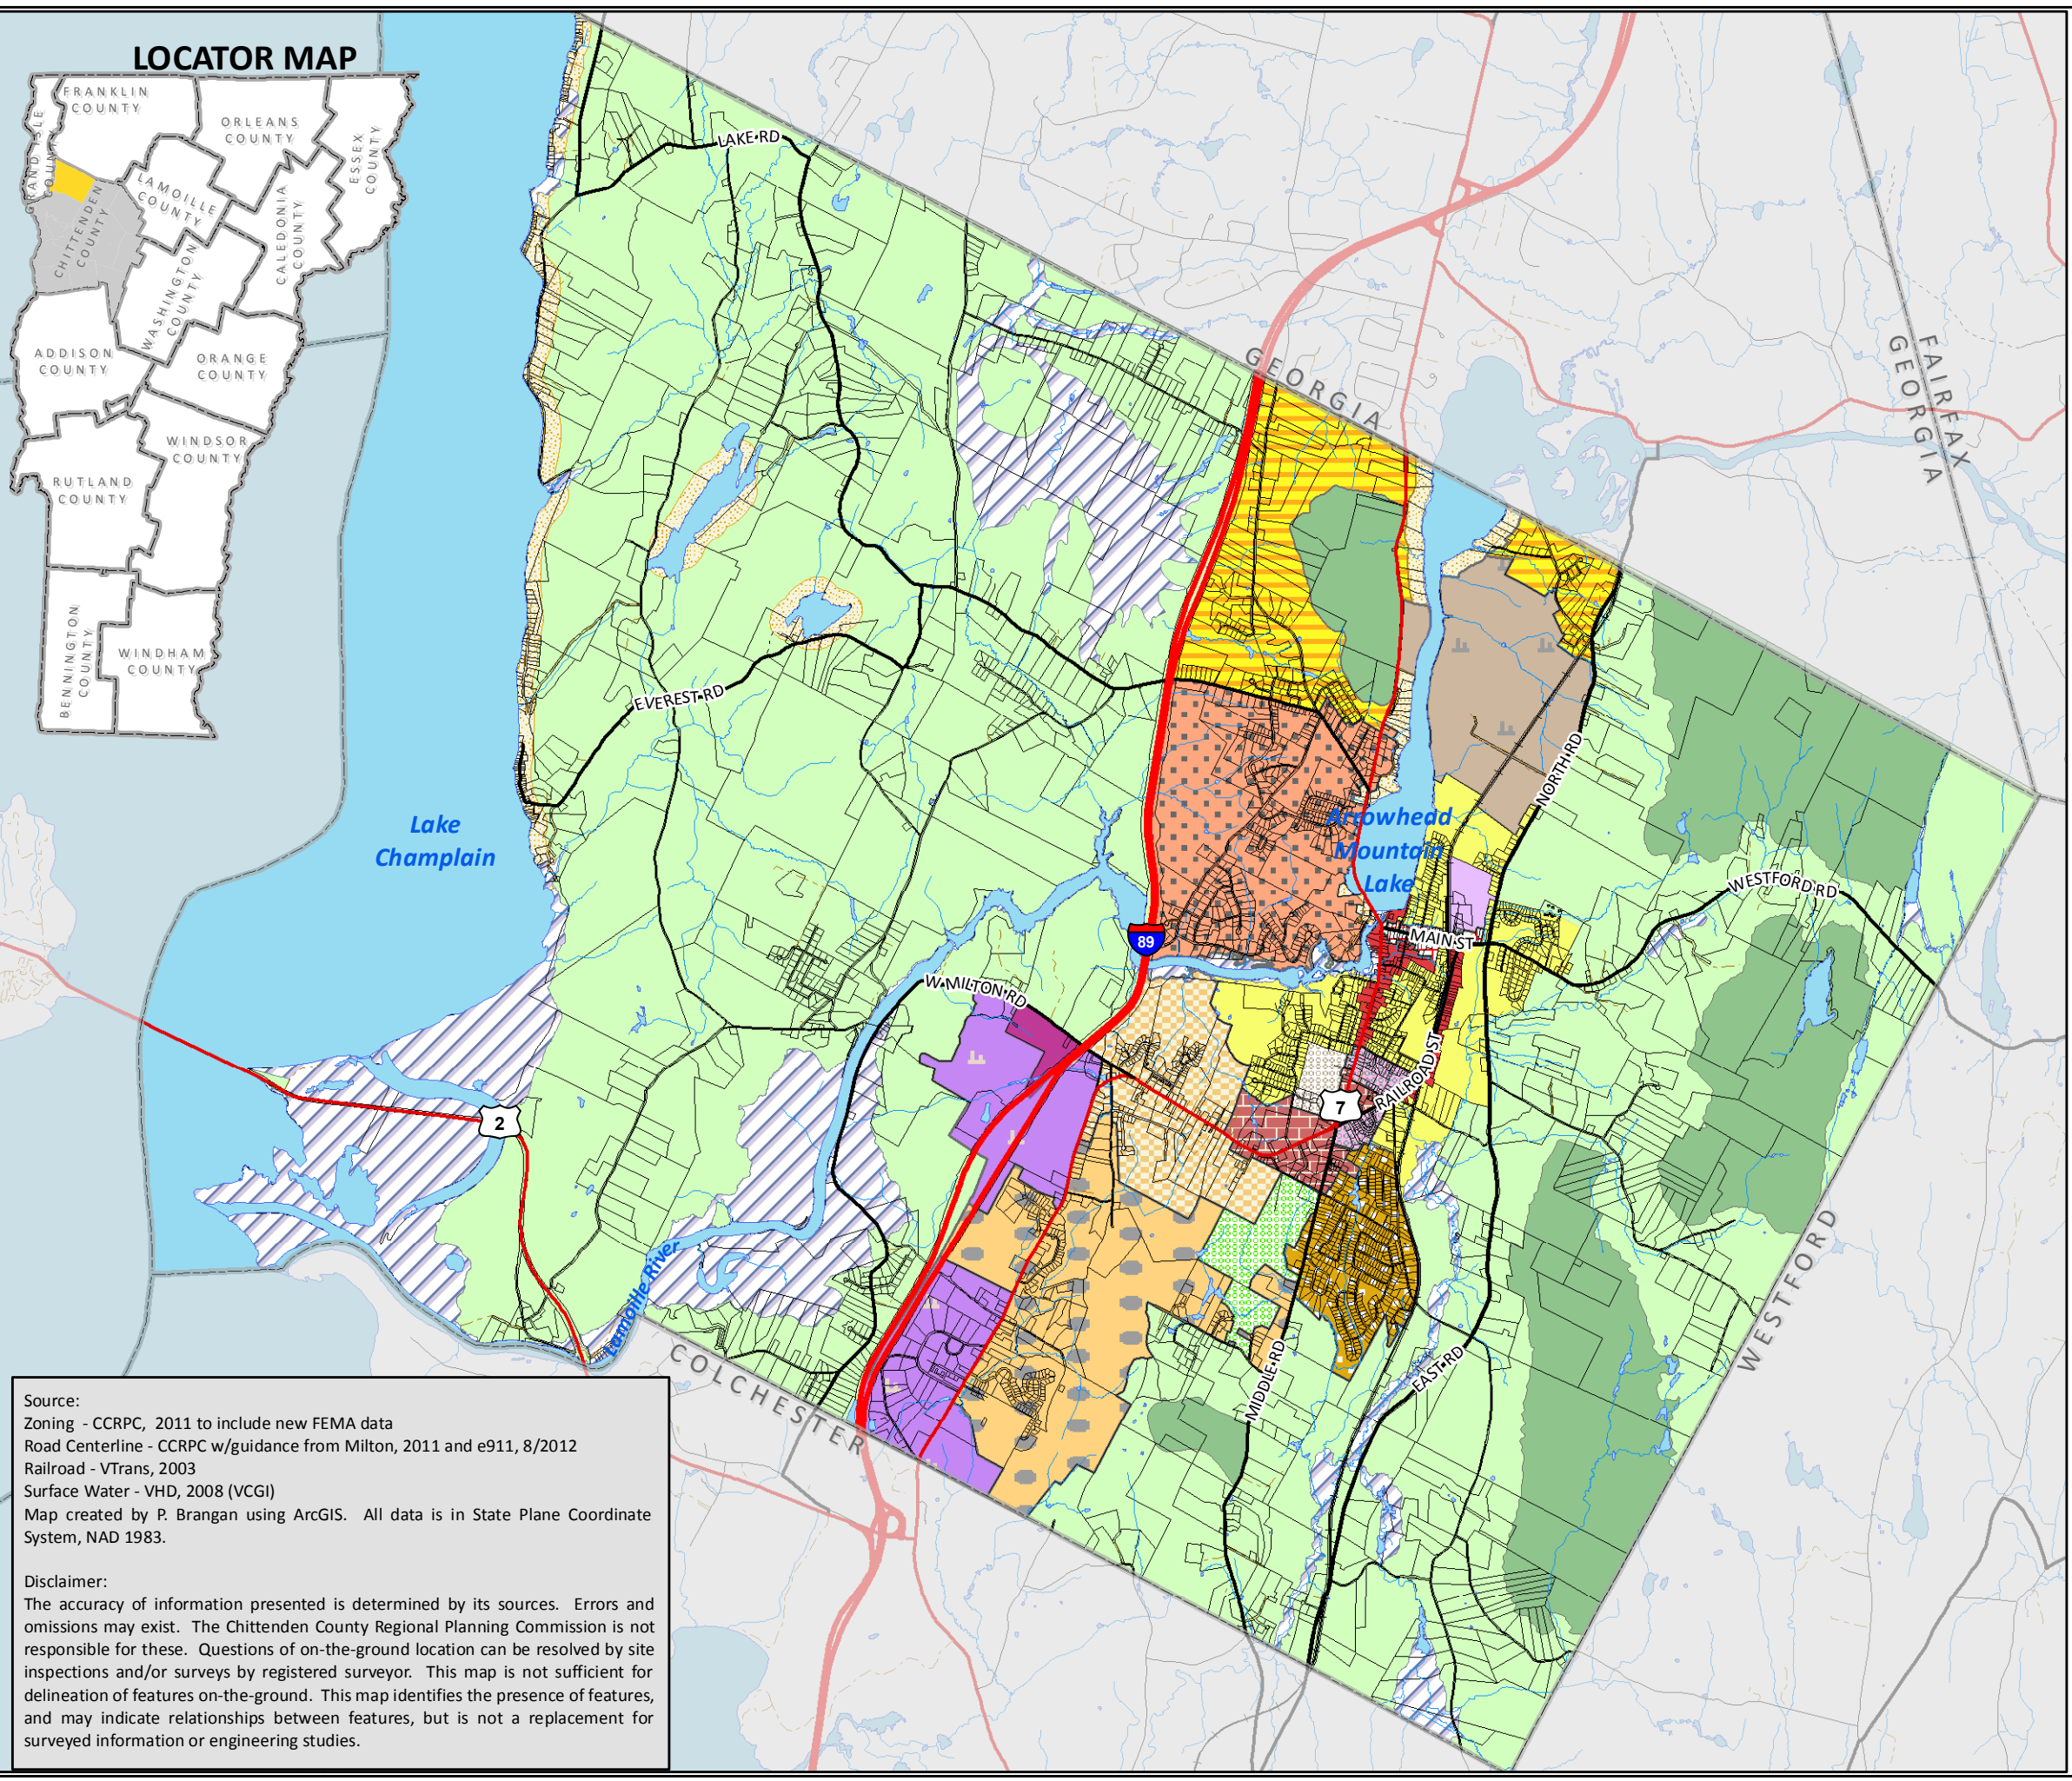 LOCATOR MAP
FRANKLIN
COUNTY
GRAND ISLE
COUNTY
ORLEANS
COUNTY
ESSEX
COUNTY
LAMOILLE
COUNTY
CHITTENDEN
COUNTY
CALEDONIA
COUNTY
WASHINGTON
COUNTY
ADDISON
COUNTY
ORANGE
COUNTY
WINDSOR
COUNTY
RUTLAND
COUNTY
BENNINGTON
COUNTY
WINDHAM
COUNTY
LAKE RD
GEORGIA
FAIRFAX
GEORGIA
EVEREST RD
NORTH RD
Lake
Champlain
Arrowhead
Mountain
Lake
WESTFORD RD
89
MAIN ST
W MILTON RD
RAILROAD ST
7
2
Lamoille River
WESTFORD
COLCHESTER
MIDDLE RD
EAST RD
Source:
Zoning - CCRPC, 2011 to include new FEMA data
Road Centerline - CCRPC w/guidance from Milton, 2011 and e911, 8/2012
Railroad - VTrans, 2003
Surface Water - VHD, 2008 (VCGI)
Map created by P. Brangan using ArcGIS. All data is in State Plane Coordinate
System, NAD 1983.
Disclaimer:
The accuracy of information presented is determined by its sources. Errors and
omissions may exist. The Chittenden County Regional Planning Commission is not
responsible for these. Questions of on-the-ground location can be resolved by site
inspections and/or surveys by registered surveyor. This map is not sufficient for
delineation of features on-the-ground. This map identifies the presence of features,
and may indicate relationships between features, but is not a replacement for
surveyed information or engineering studies.